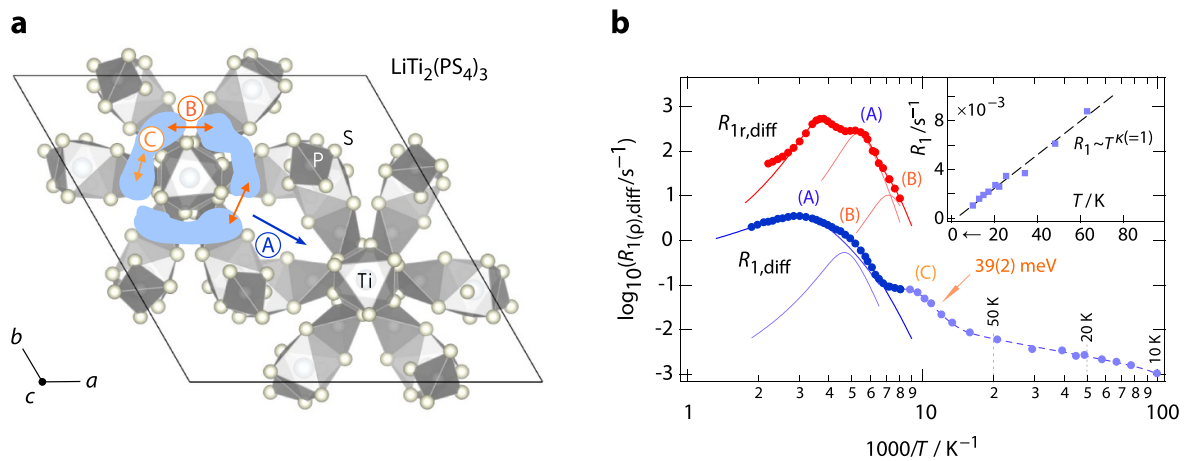 a
LiTi2(PS4)3
B
C
S
P
A
Ti
b
a
c
b
log10(R1(ρ),diff/s-1)
3
2
1
0
-1
-2
-3
R1r,diff
(A)
(B)
(A)
(B)
R1,diff
(C)
39(2) meV
50 K
20 K
10 K
×10-3
R1/s-1
8
4
0
R1~Tκ(=1)
T / K
0 ← 20 40 60 80
2 3 4 5 6 7 8 9 2 3 4 5 6 7 8 9
1 10 100
1000/T / K-1